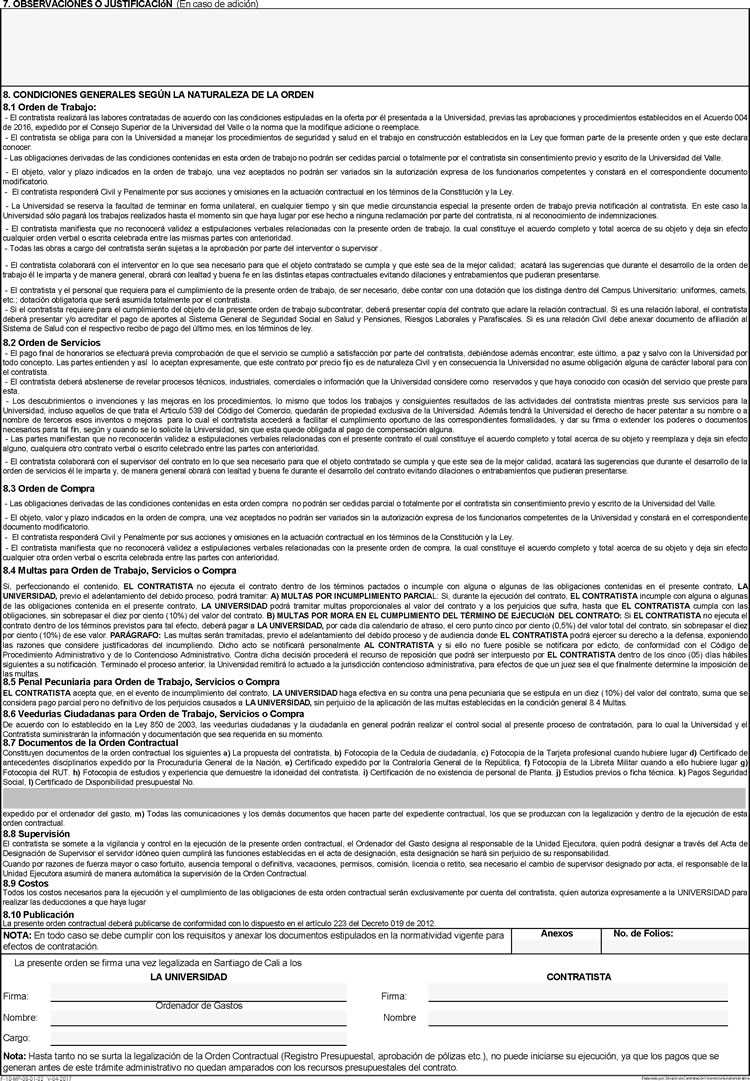 7. OBSERVACIONES O JUSTIFICACIÓN (En caso de adición)
8. CONDICIONES GENERALES SEGÚN LA NATURALEZA DE LA ORDEN
8.1 Orden de Trabajo:
- El contratista realizará las labores contratadas de acuerdo con las condiciones estipuladas en la oferta por él presentada a la Universidad, previas las aprobaciones y procedimientos establecidos en el Acuerdo 004
de 2016, expedido por el Consejo Superior de la Universidad del Valle o la norma que la modifique adicione o reemplace.
- El contratista se obliga para con la Universidad a manejar los procedimientos de seguridad y salud en el trabajo en construcción establecidos en la Ley que forman parte de la presente orden y que este declara
conocer.
- Las obligaciones derivadas de las condiciones contenidas en esta orden de trabajo no podrán ser cedidas parcial o totalmente por el contratista sin consentimiento previo y escrito de la Universidad del Valle.
- El objeto, valor y plazo indicados en la orden de trabajo, una vez aceptados no podrán ser variados sin la autorización expresa de los funcionarios competentes y constará en el correspondiente documento
modificatorio.
- El contratista responderá Civil y Penalmente por sus acciones y omisiones en la actuación contractual en los términos de la Constitución y la Ley.
- La Universidad se reserva la facultad de terminar en forma unilateral, en cualquier tiempo y sin que medie circunstancia especial la presente orden de trabajo previa notificación al contratista. En este caso la
Universidad sólo pagará los trabajos realizados hasta el momento sin que haya lugar por ese hecho a ninguna reclamación por parte del contratista, ni al reconocimiento de indemnizaciones.
- El contratista manifiesta que no reconocerá validez a estipulaciones verbales relacionadas con la presente orden de trabajo, la cual constituye el acuerdo completo y total acerca de su objeto y deja sin efecto
cualquier orden verbal o escrita celebrada entre las mismas partes con anterioridad.
- Todas las obras a cargo del contratista serán sujetas a la aprobación por parte del interventor o supervisor .
- El contratista colaborará con el interventor en lo que sea necesario para que el objeto contratado se cumpla y que este sea de la mejor calidad; acatará las sugerencias que durante el desarrollo de la orden de
trabajo él le imparta y de manera general, obrará con lealtad y buena fe en las distintas etapas contractuales evitando dilaciones y entrabamientos que pudieran presentarse.
- El contratista y el personal que requiera para el cumplimiento de la presente orden de trabajo, de ser necesario, debe contar con una dotación que los distinga dentro del Campus Universitario: uniformes, carnets,
etc.; dotación obligatoria que será asumida totalmente por el contratista.
- Si el contratista requiere para el cumplimiento del objeto de la presente orden de trabajo subcontratar, deberá presentar copia del contrato que aclare la relación contractual. Si es una relación laboral, el contratista
deberá presentar y/o acreditar el pago de aportes al Sistema General de Seguridad Social en Salud y Pensiones, Riesgos Laborales y Parafiscales. Si es una relación Civil debe anexar documento de afiliación al
Sistema de Salud con el respectivo recibo de pago del último mes, en los términos de ley.
8.2 Orden de Servicios
- El pago final de honorarios se efectuará previa comprobación de que el servicio se cumplió a satisfacción por parte del contratista, debiéndose además encontrar, este último, a paz y salvo con la Universidad por
todo concepto. Las partes entienden y así lo aceptan expresamente, que este contrato por precio fijo es de naturaleza Civil y en consecuencia la Universidad no asume obligación alguna de carácter laboral para con
el contratista.
- El contratista deberá abstenerse de revelar procesos técnicos, industriales, comerciales o información que la Universidad considere como reservados y que haya conocido con ocasión del servicio que preste para
esta.
- Los descubrimientos o invenciones y las mejoras en los procedimientos, lo mismo que todos los trabajos y consiguientes resultados de las actividades del contratista mientras preste sus servicios para la
Universidad, incluso aquellos de que trata el Articulo 539 del Código del Comercio, quedarán de propiedad exclusiva de la Universidad. Además tendrá la Universidad el derecho de hacer patentar a su nombre o a
nombre de terceros esos inventos o mejoras para lo cual el contratista accederá a facilitar el cumplimiento oportuno de las correspondientes formalidades, y dar su firma o extender los poderes o documentos
necesarios para tal fin, según y cuando se lo solicite la Universidad, sin que esta quede obligada al pago de compensación alguna.
- Las partes manifiestan que no reconocerán validez a estipulaciones verbales relacionadas con el presente contrato el cual constituye el acuerdo completo y total acerca de su objeto y reemplaza y deja sin efecto
alguno, cualquiera otro contrato verbal o escrito celebrado entre las partes con anterioridad.
- El contratista colaborará con el supervisor del contrato en lo que sea necesario para que el objeto contratado se cumpla y que este sea de la mejor calidad, acatará las sugerencias que durante el desarrollo de la
orden de servicios él le imparta y, de manera general obrará con lealtad y buena fe durante el desarrollo del contrato evitando dilaciones o entrabamientos que pudieran presentarse.
8.3 Orden de Compra
- Las obligaciones derivadas de las condiciones contenidas en esta orden compra no podrán ser cedidas parcial o totalmente por el contratista sin consentimiento previo y escrito de la Universidad del Valle.
- El objeto, valor y plazo indicados en la orden de compra, una vez aceptados no podrán ser variados sin la autorización expresa de los funcionarios competentes de la Universidad y constará en el correspondiente
documento modificatorio.
- El contratista responderá Civil y Penalmente por sus acciones y omisiones en la actuación contractual en los términos de la Constitución y la Ley.
- El contratista manifiesta que no reconocerá validez a estipulaciones verbales relacionadas con la presente orden de compra, la cual constituye el acuerdo completo y total acerca de su objeto y deja sin efecto
cualquier otra orden verbal o escrita celebrada entre las partes con anterioridad.
8.4 Multas para Orden de Trabajo, Servicios o Compra
Si, perfeccionando el contenido, EL CONTRATISTA no ejecuta el contrato dentro de los términos pactados o incumple con alguna o algunas de las obligaciones contenidas en el presente contrato, LA
UNIVERSIDAD, previo el adelantamiento del debido proceso, podrá tramitar: A) MULTAS POR INCUMPLIMIENTO PARCIAL: Si, durante la ejecución del contrato, EL CONTRATISTA incumple con alguna o algunas
de las obligaciones contenida en el presente contrato, LA UNIVERSIDAD podrá tramitar multas proporcionales al valor del contrato y a los perjuicios que sufra, hasta que EL CONTRATISTA cumpla con las
obligaciones, sin sobrepasar el diez por ciento (10%) del valor del contrato. B) MULTAS POR MORA EN EL CUMPLIMIENTO DEL TÉRMINO DE EJECUCIÓN DEL CONTRATO: Si EL CONTRATISTA no ejecuta el
contrato dentro de los términos previstos para tal efecto, deberá pagar a LA UNIVERSIDAD, por cada día calendario de atraso, el cero punto cinco por ciento (0,5%) del valor total del contrato, sin sobrepasar el diez
por ciento (10%) de ese valor. PARÁGRAFO: Las multas serán tramitadas, previo el adelantamiento del debido proceso y de audiencia donde EL CONTRATISTA podrá ejercer su derecho a la defensa, exponiendo
las razones que considere justificadoras del incumplimiento. Dicho acto se notificará personalmente AL CONTRATISTA y si ello no fuere posible se notificara por edicto, de conformidad con el Código de
Procedimiento Administrativo y de lo Contencioso Administrativo. Contra dicha decisión procederá el recurso de reposición que podrá ser interpuesto por EL CONTRATISTA dentro de los cinco (05) días hábiles
siguientes a su notificación. Terminado el proceso anterior, la Universidad remitirá lo actuado a la jurisdicción contencioso administrativa, para efectos de que un juez sea el que finalmente determine la imposición de
las multas.
8.5 Penal Pecuniaria para Orden de Trabajo, Servicios o Compra
EL CONTRATISTA acepta que, en el evento de incumplimiento del contrato, LA UNIVERSIDAD haga efectiva en su contra una pena pecuniaria que se estipula en un diez (10%) del valor del contrato, suma que se
considera pago parcial pero no definitivo de los perjuicios causados a LA UNIVERSIDAD, sin perjuicio de la aplicación de las multas establecidas en la condición general 8.4 Multas.
8.6 Veedurías Ciudadanas para Orden de Trabajo, Servicios o Compra
De acuerdo con lo establecido en la Ley 850 de 2003, las veedurías ciudadanas y la ciudadanía en general podrán realizar el control social al presente proceso de contratación, para lo cual la Universidad y el
Contratista suministrarán la información y documentación que sea requerida en su momento.
8.7 Documentos de la Orden Contractual
Constituyen documentos de la orden contractual los siguientes a) La propuesta del contratista, b) Fotocopia de la Cedula de ciudadanía, c) Fotocopia de la Tarjeta profesional cuando hubiere lugar d) Certificado de
antecedentes disciplinarios expedido por la Procuraduría General de la Nación, e) Certificado expedido por la Contraloría General de la República, f) Fotocopia de la Libreta Militar cuando a ello hubiere lugar g)
Fotocopia del RUT. h) Fotocopia de estudios y experiencia que demuestre la idoneidad del contratista. i) Certificación de no existencia de personal de Planta. j) Estudios previos o ficha técnica. k) Pagos Seguridad
Social, l) Certificado de Disponibilidad presupuestal No.
expedido por el ordenador del gasto, m) Todas las comunicaciones y los demás documentos que hacen parte del expediente contractual, los que se produzcan con la legalización y dentro de la ejecución de esta
orden contractual.
8.8 Supervisión
El contratista se somete a la vigilancia y control en la ejecución de la presente orden contractual, el Ordenador del Gasto designa al responsable de la Unidad Ejecutora, quien podrá designar a través del Acta de
Designación de Supervisor el servidor idóneo quien cumplirá las funciones establecidas en el acta de designación, esta designación se hará sin perjuicio de su responsabilidad.
Cuando por razones de fuerza mayor o caso fortuito, ausencia temporal o definitiva, vacaciones, permisos, comisión, licencia o retito, sea necesario el cambio de supervisor designado por acta, el responsable de la
Unidad Ejecutora asumirá de manera automática la supervisión de la Orden Contractual.
8.9 Costos
Todos los costos necesarios para la ejecución y el cumplimiento de las obligaciones de esta orden contractual serán exclusivamente por cuenta del contratista, quien autoriza expresamente a la UNIVERSIDAD para
realizar las deducciones a que haya lugar
8.10 Publicación
La presente orden contractual deberá publicarse de conformidad con lo dispuesto en el artículo 223 del Decreto 019 de 2012.
NOTA: En todo caso se debe cumplir con los requisitos y anexar los documentos estipulados en la normatividad vigente para
efectos de contratación.
Anexos
No. de Folios:
La presente orden se firma una vez legalizada en Santiago de Cali a los
LA UNIVERSIDAD
CONTRATISTA
Firma:
Firma:
Ordenador de Gastos
Nombre:
Nombre
Cargo:
Nota: Hasta tanto no se surta la legalización de la Orden Contractual (Registro Presupuestal, aprobación de pólizas etc.), no puede iniciarse su ejecución, ya que los pagos que se
generan antes de este trámite administrativo no quedan amparados con los recursos presupuestales del contrato.
F-10-MP-08-01-02 V-04-2017